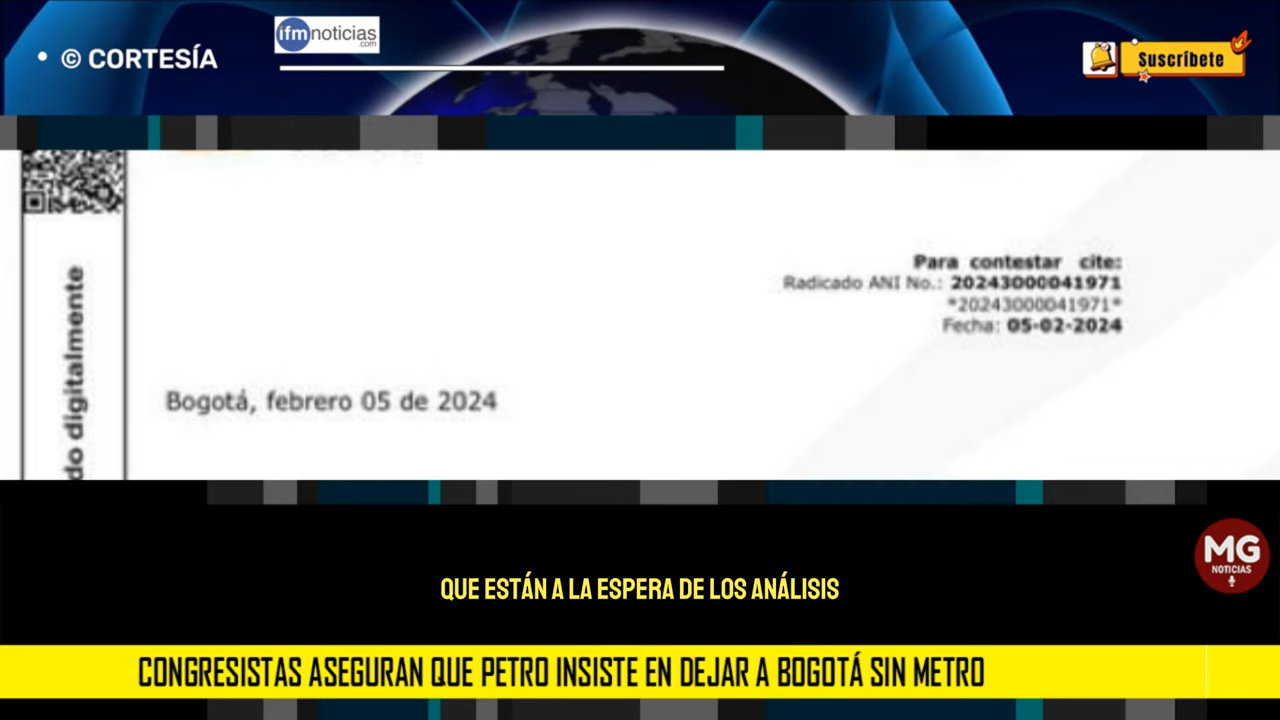 © CORTESÍA
ifmnoticias
.com
Suscríbete
Para contestar cite:
Radicado ANI No.: 20243000041971
*20243000041971*
Fecha: 05-02-2024
do digitalmente
Bogotá, febrero 05 de 2024
MG
NOTICIAS
QUE ESTÁN A LA ESPERA DE LOS ANÁLISIS
CONGRESISTAS ASEGURAN QUE PETRO INSISTE EN DEJAR A BOGOTÁ SIN METRO